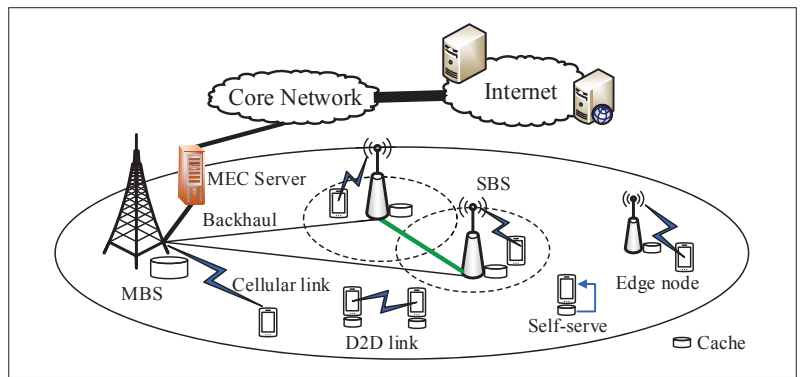 Core Network
Internet
MEC Server
SBS
Backhaul
MBS
Cellular link
Edge node
D2D link
Self-serve
Cache